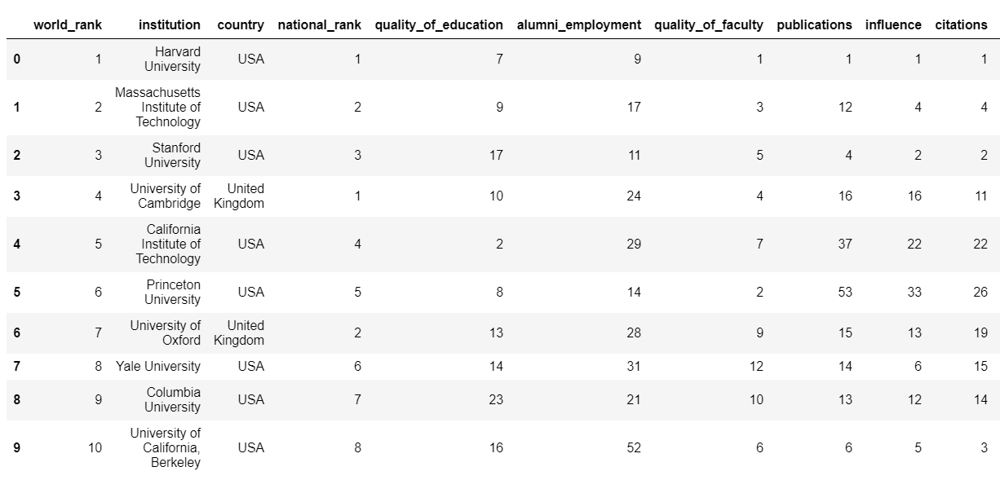 world_rank institution country national_rank quality_of_education alumni_employment quality_of_faculty publications influence citations
0 1 Harvard University USA 1 7 9 1 1 1 1
1 2 Massachusetts Institute of Technology USA 2 9 17 3 12 4 4
2 3 Stanford University USA 3 17 11 5 4 2 2
3 4 University of Cambridge United Kingdom 1 10 24 4 16 16 11
4 5 California Institute of Technology USA 4 2 29 7 37 22 22
5 6 Princeton University USA 5 8 14 2 53 33 26
6 7 University of Oxford United Kingdom 2 13 28 9 15 13 19
7 8 Yale University USA 6 14 31 12 14 6 15
8 9 Columbia University USA 7 23 21 10 13 12 14
9 10 University of California, Berkeley USA 8 16 52 6 6 5 3